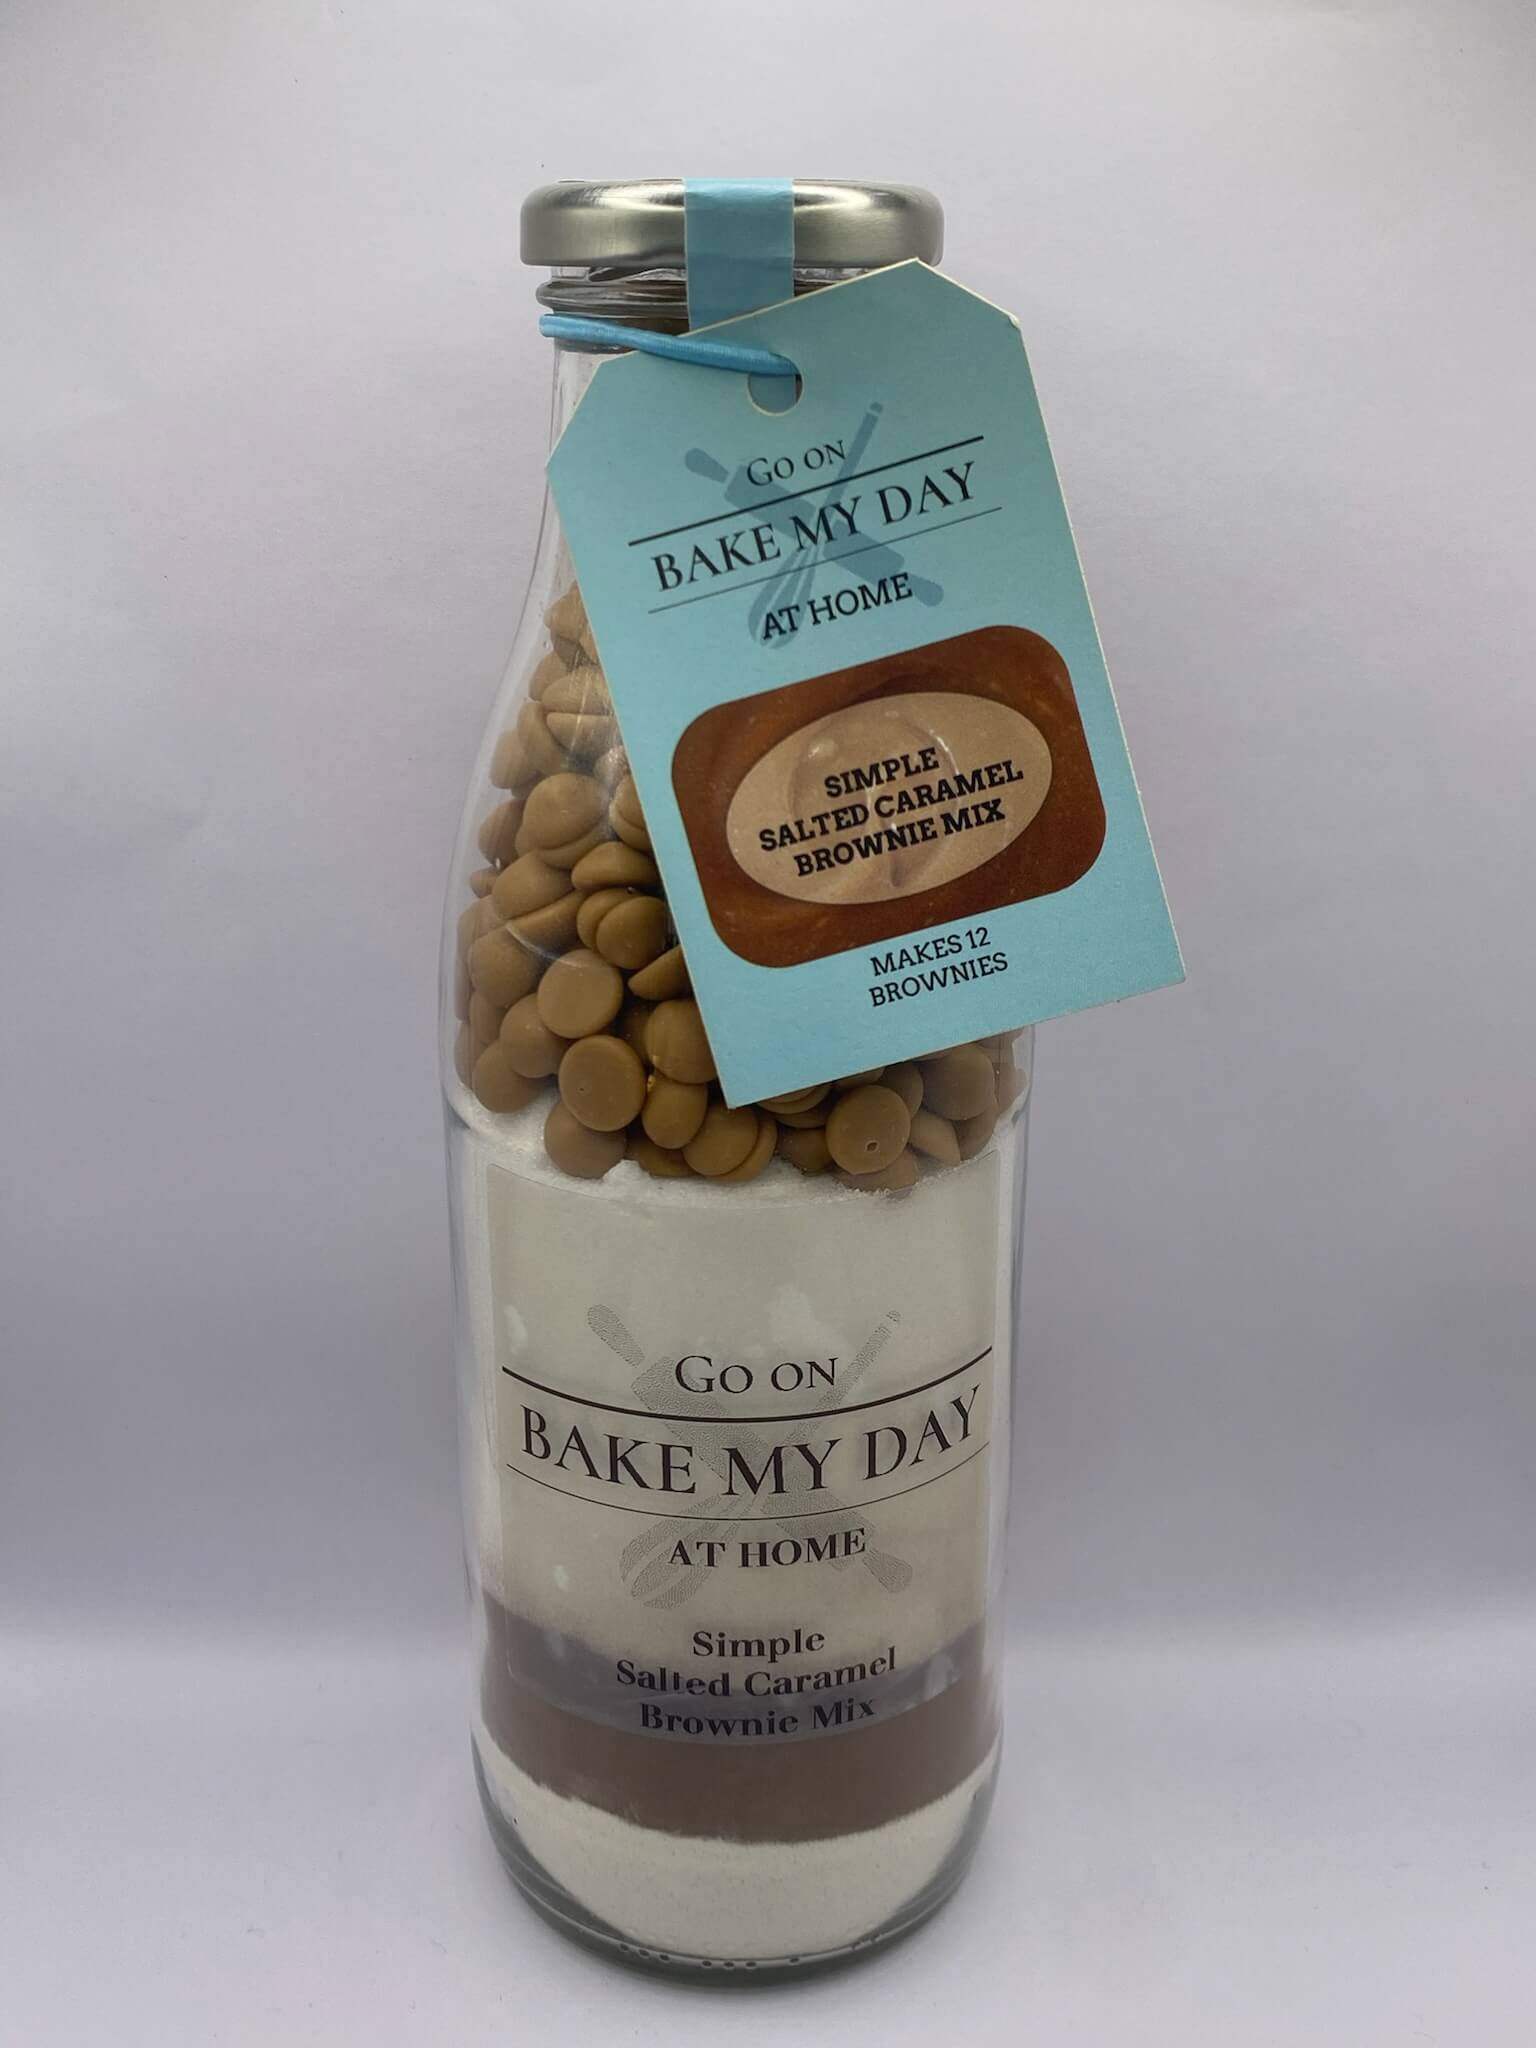 GO ON
BAKE MY DAY
AT HOME
SIMPLE
SALTED CARAMEL
BROWNIE MIX
MAKES 12
BROWNIES
GO ON
BAKE MY DAY
AT HOME
Simple
Salted Caramel
Brownie Mix